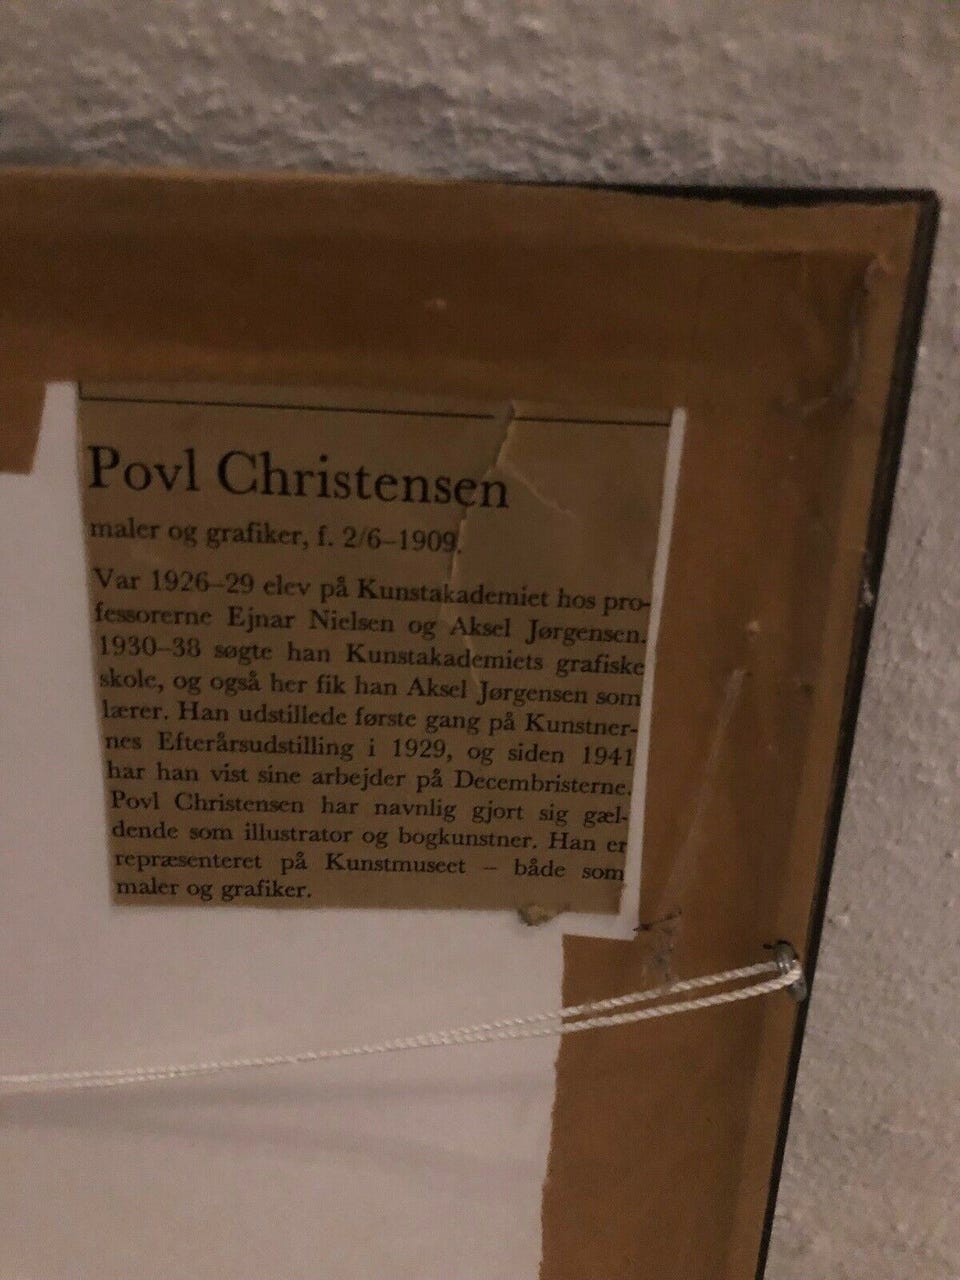 Povl Christensen
maler og grafiker, f. 2/6–1909.
Var 1926–29 elev på Kunstakademiet hos pro-
fessorerne Ejnar Nielsen og Aksel Jørgensen.
1930–38 søgte han Kunstakademiets grafiske
skole, og også her fik han Aksel Jørgensen som
lærer. Han udstillede første gang på Kunstner-
nes Efterårsudstilling i 1929, og siden 1941
har han vist sine arbejder på Decembristerne.
Povl Christensen har navnlig gjort sig gæl-
dende som illustrator og bogkunstner. Han er
repræsenteret på Kunstmuseet – både som
maler og grafiker.